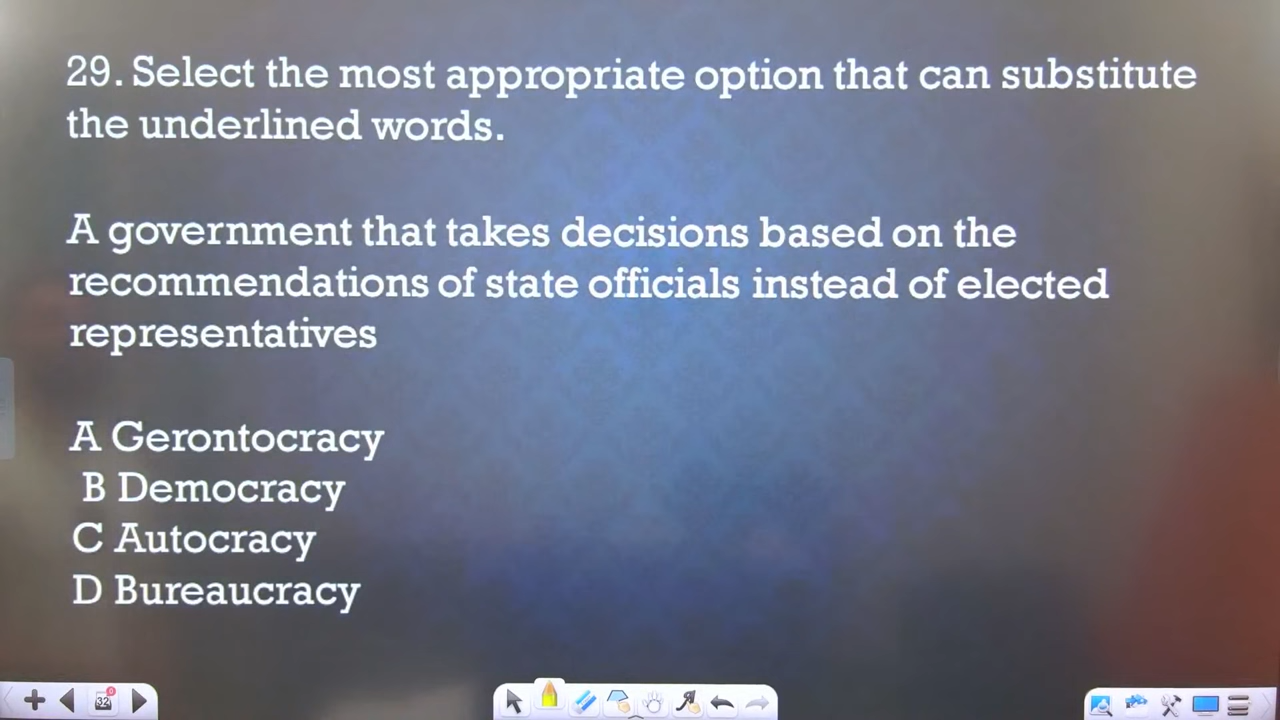 29. Select the most appropriate option that can substitute
the underlined words.
A government that takes decisions based on the
recommendations of state officials instead of elected
representatives
A Gerontocracy
B Democracy
C Autocracy
D Bureaucracy
32